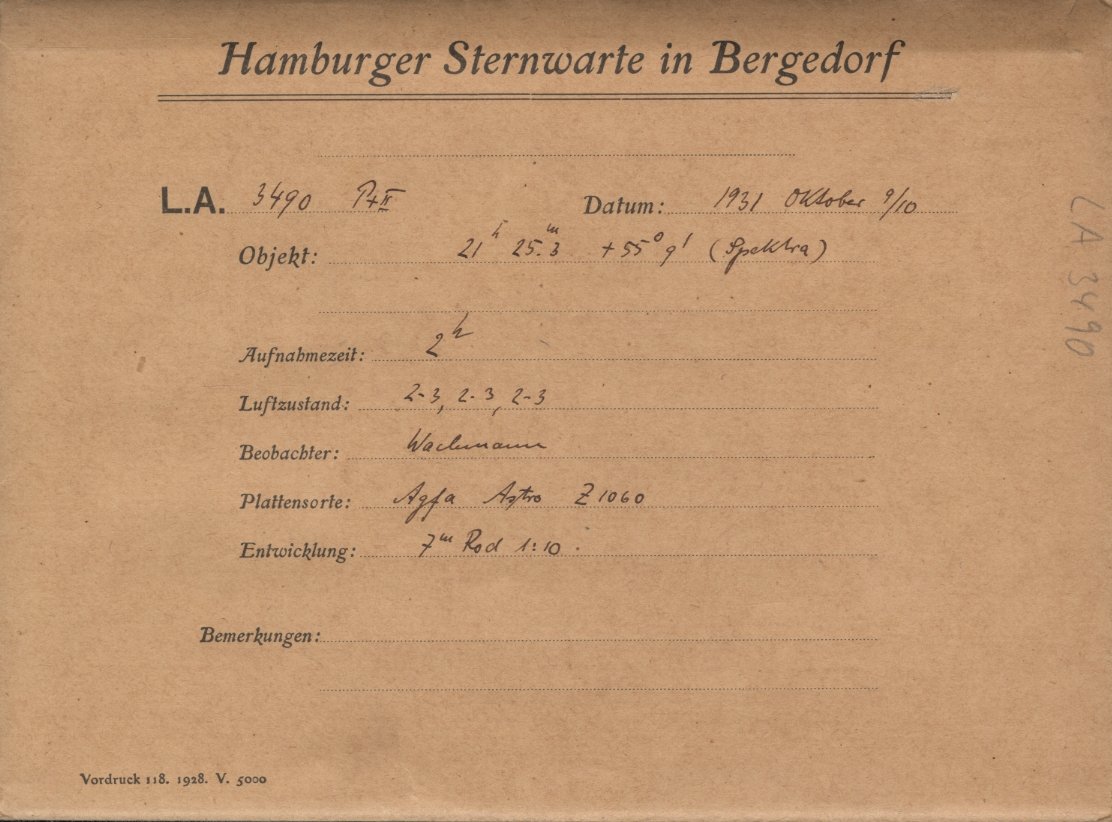 Hamburger Sternwarte in Bergedorf
L.A. 3490 P+II Datum: 1931 Oktober 9/10
Objekt: 21h 25.m3 +55° 9' (Spektra)
Aufnahmezeit: 2h
Luftzustand: 2-3, 2-3, 2-3
Beobachter: Wachmann
Plattensorte: Agfa Astro Z 1060
Entwicklung: 7m Rod 1:10.
Bemerkungen:
Vordruck 118. 1928. V. 5000
LA 3490